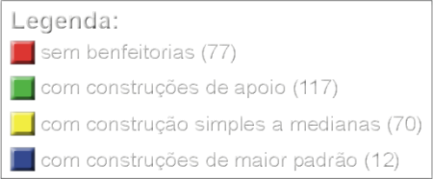 Legenda:
sem benfeitorias (77)
com construções de apoio (117)
com construção simples a medianas (70)
com construções de maior padrão (12)